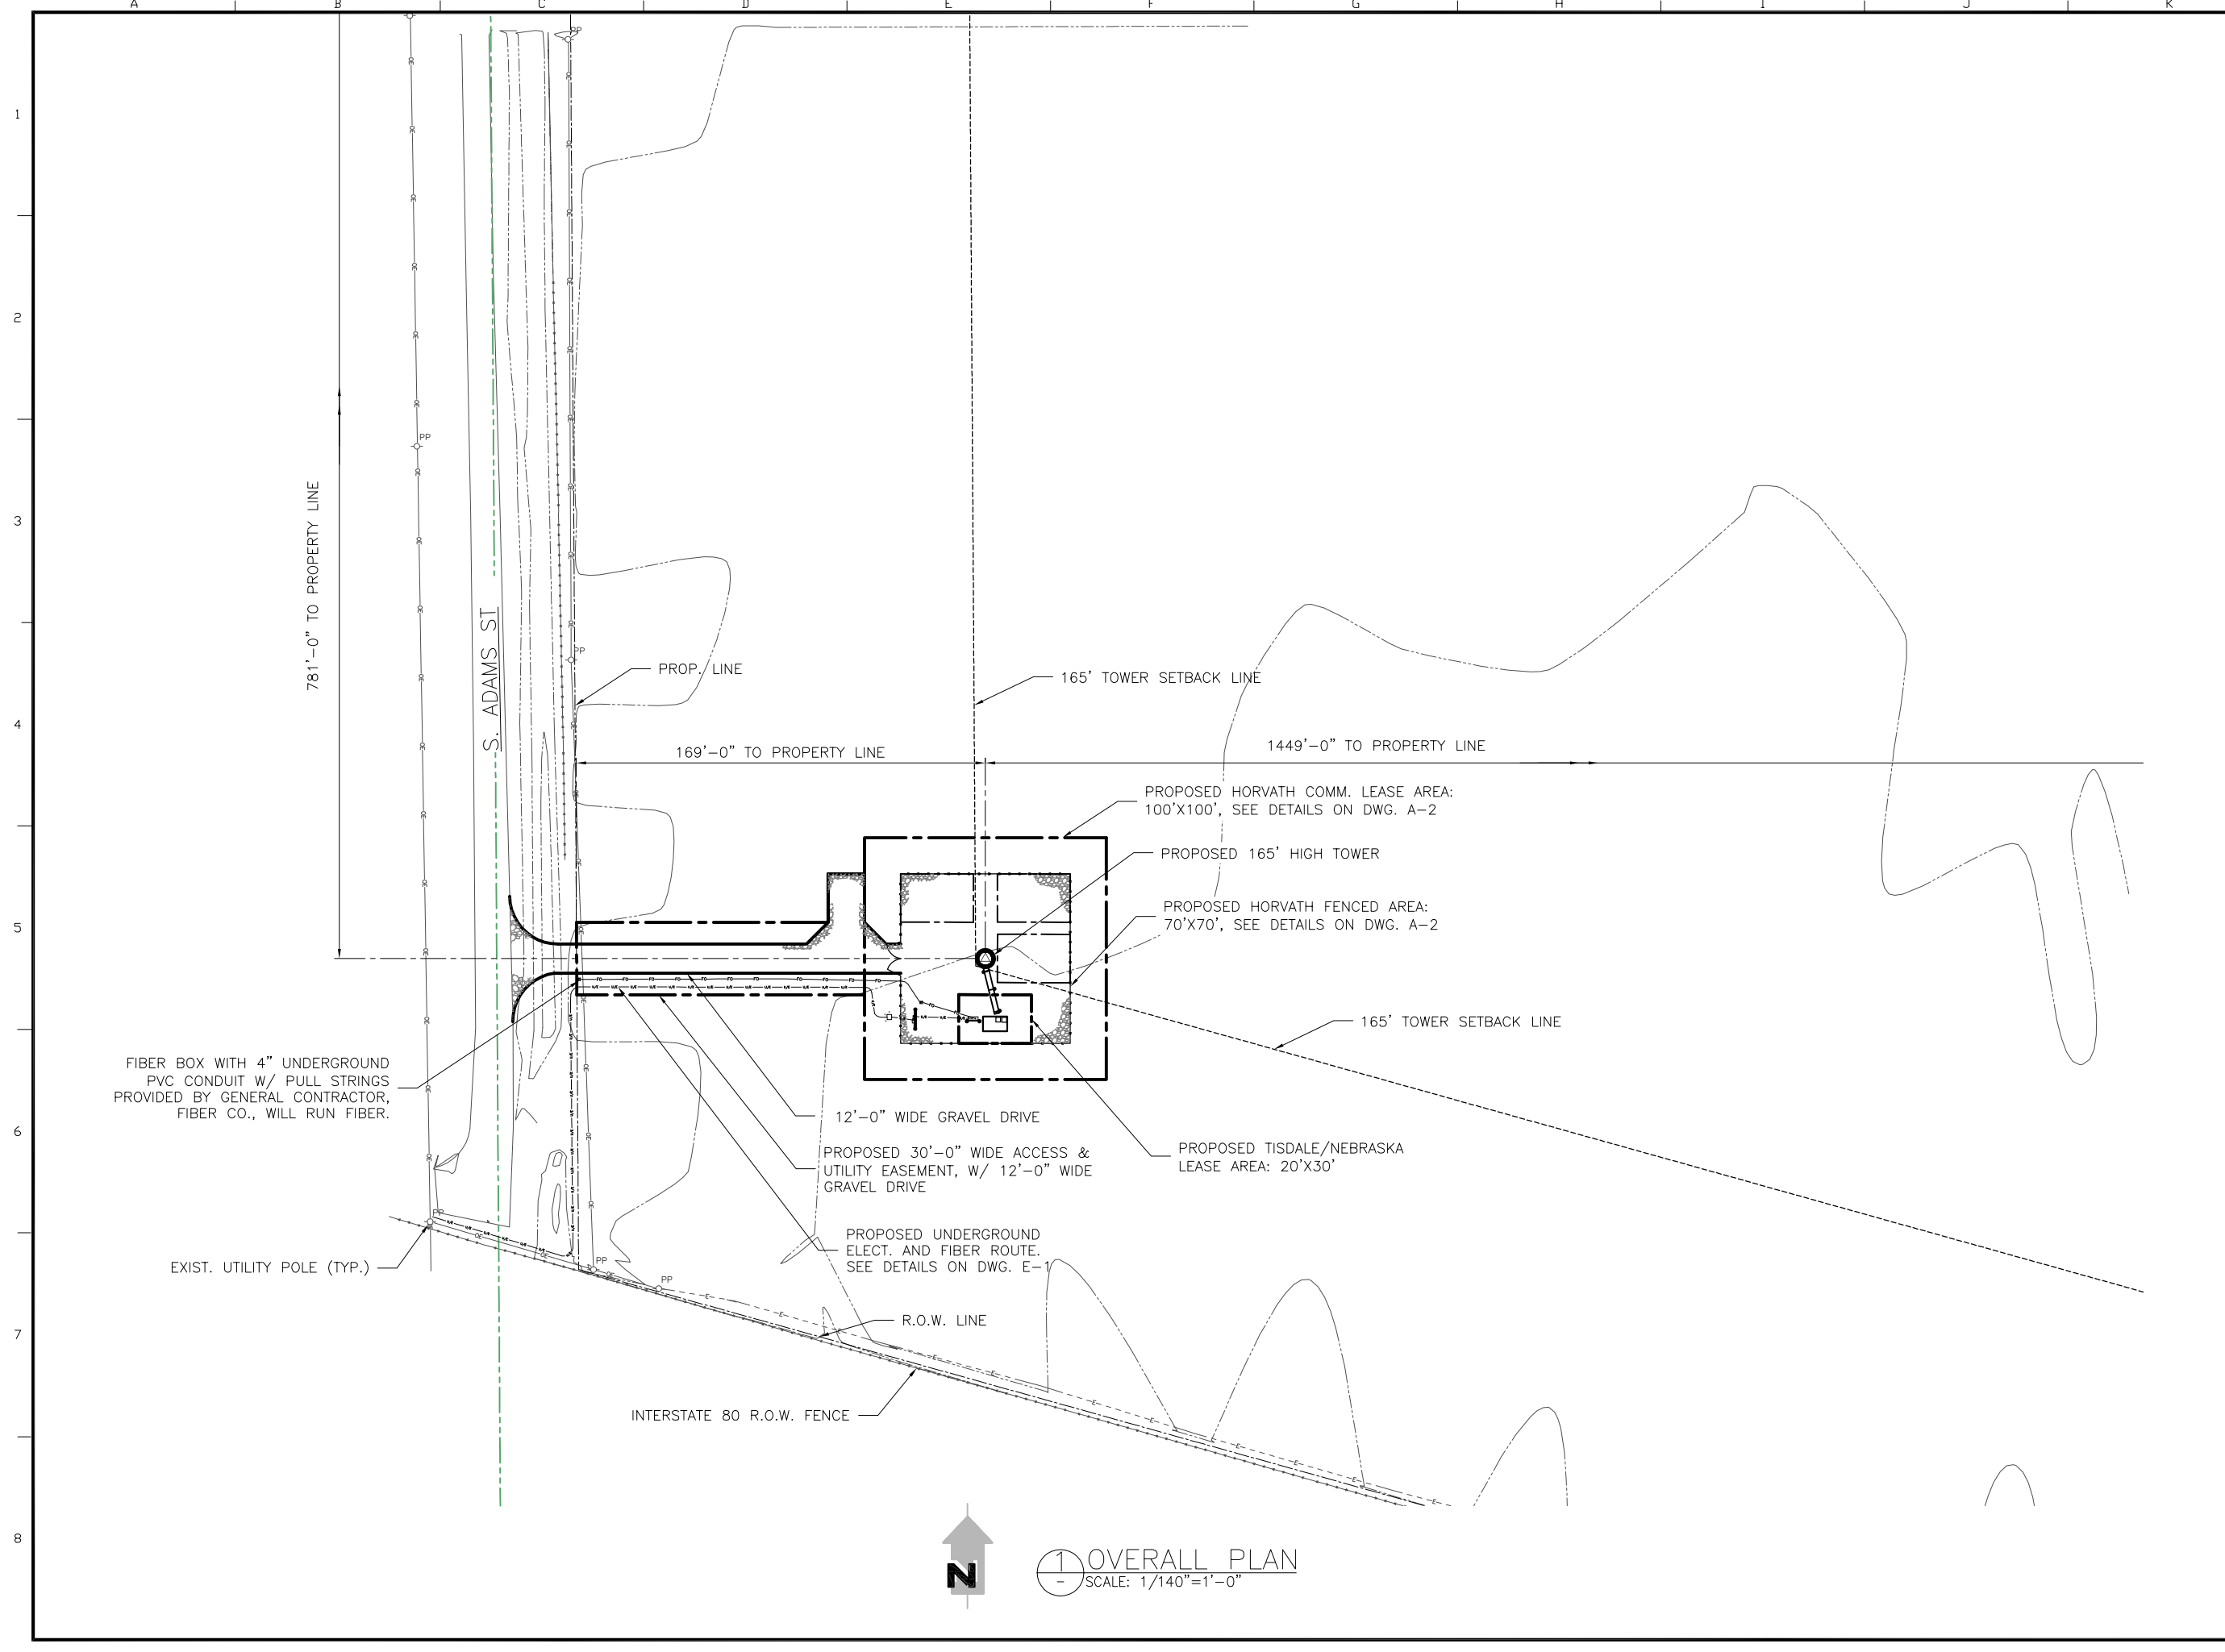 A B C D E F G H I J K
1
2
3
4
5
6
7
8
PP
PP
PP
781'-0" TO PROPERTY LINE
S. ADAMS ST
PROP. LINE
165' TOWER SETBACK LINE
169'-0" TO PROPERTY LINE
1449'-0" TO PROPERTY LINE
PROPOSED HORVATH COMM. LEASE AREA:
100'X100', SEE DETAILS ON DWG. A-2
PROPOSED 165' HIGH TOWER
PROPOSED HORVATH FENCED AREA:
70'X70', SEE DETAILS ON DWG. A-2
165' TOWER SETBACK LINE
FIBER BOX WITH 4" UNDERGROUND
PVC CONDUIT W/ PULL STRINGS
PROVIDED BY GENERAL CONTRACTOR,
FIBER CO., WILL RUN FIBER.
12'-0" WIDE GRAVEL DRIVE
PROPOSED 30'-0" WIDE ACCESS &
UTILITY EASEMENT, W/ 12'-0" WIDE
GRAVEL DRIVE
PROPOSED TISDALE/NEBRASKA
LEASE AREA: 20'X30'
PROPOSED UNDERGROUND
ELECT. AND FIBER ROUTE.
SEE DETAILS ON DWG. E-1
PP
EXIST. UTILITY POLE (TYP.)
PP
PP
R.O.W. LINE
INTERSTATE 80 R.O.W. FENCE
N
1
-
OVERALL PLAN
SCALE: 1/140"=1'-0"